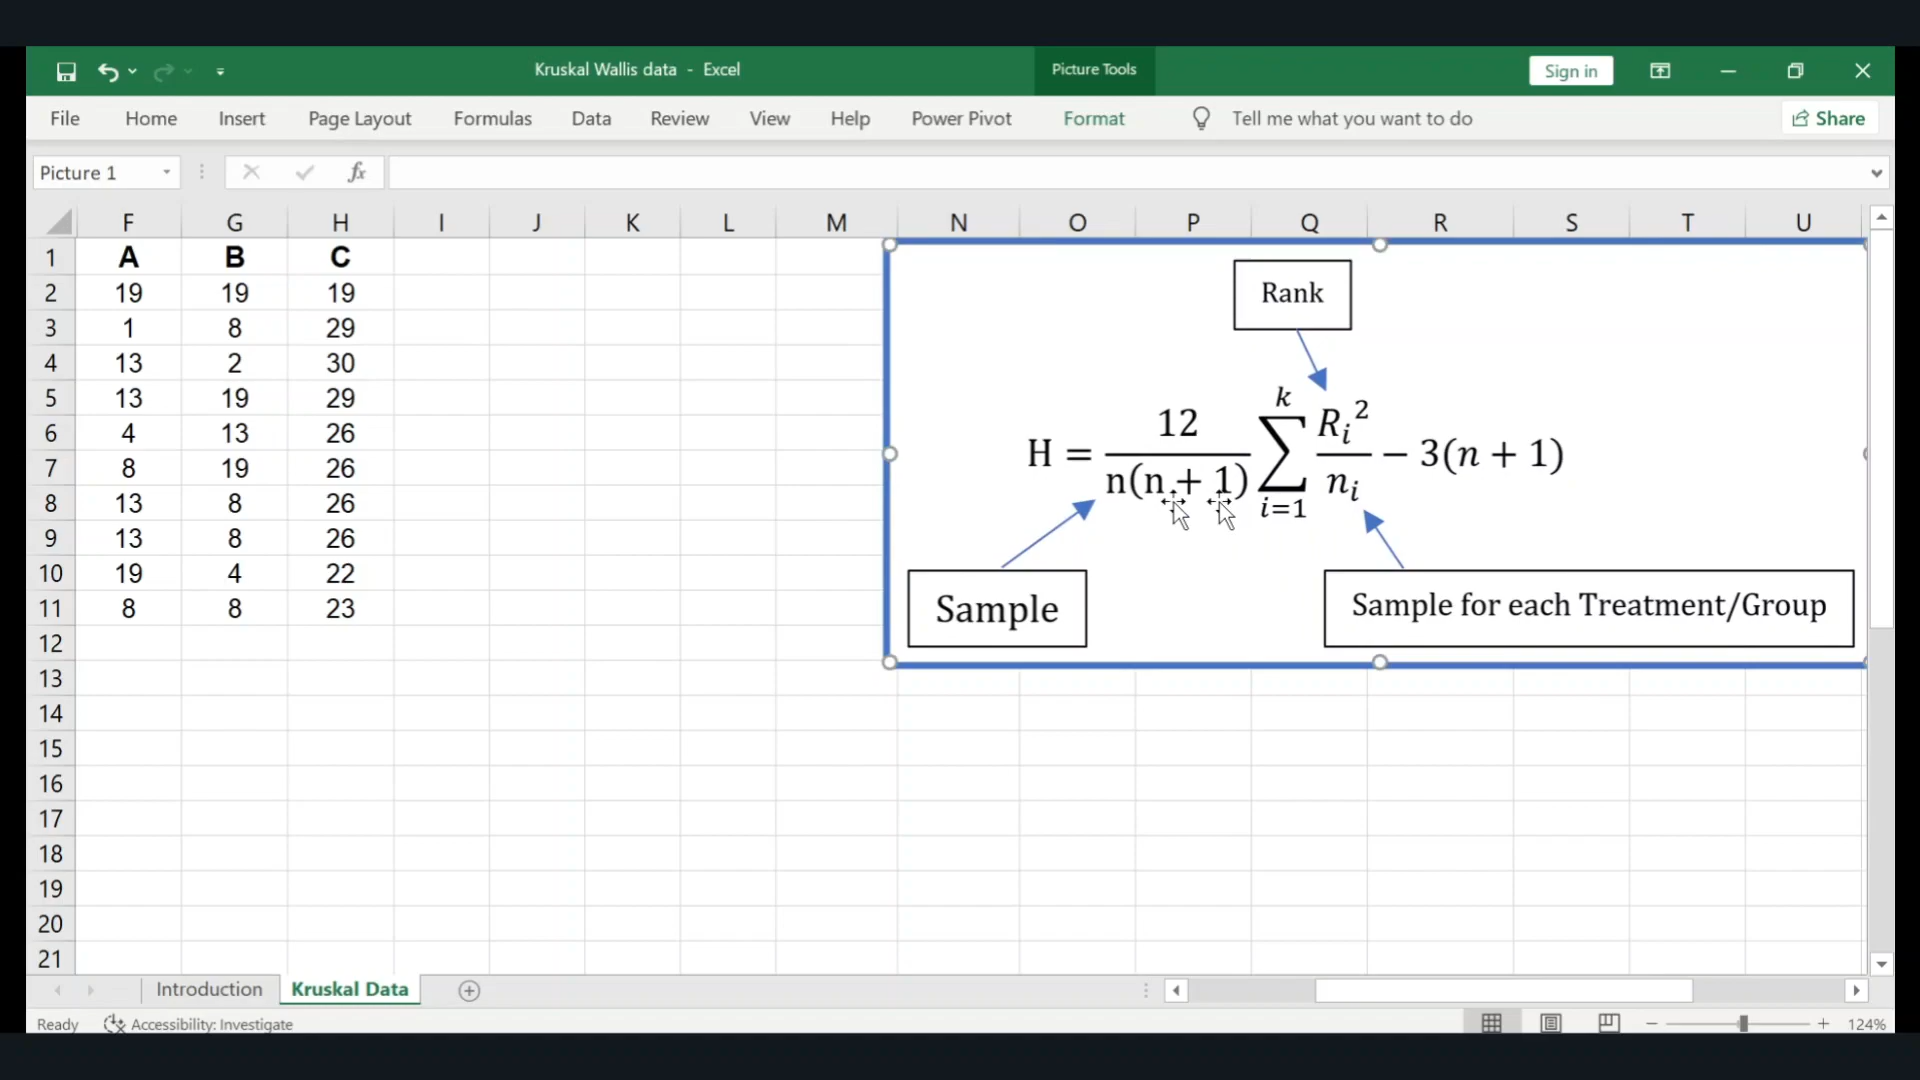 Kruskal Wallis data - Excel
Picture Tools
Sign in
File Home Insert Page Layout Formulas Data Review View Help Power Pivot Format Tell me what you want to do Share
Picture 1 fx
F G H I J K L M N O P Q R S T U
1 A B C
2 19 19 19
3 1 8 29
4 13 2 30
5 13 19 29
6 4 13 26
7 8 19 26
8 13 8 26
9 13 8 26
10 19 4 22
11 8 8 23
12
13
14
15
16
17
18
19
20
21
Rank
H = 12 / n(n + 1) ∑ k i=1 Ri² / ni − 3(n + 1)
Sample
Sample for each Treatment/Group
Introduction Kruskal Data
Ready Accessibility: Investigate 124%